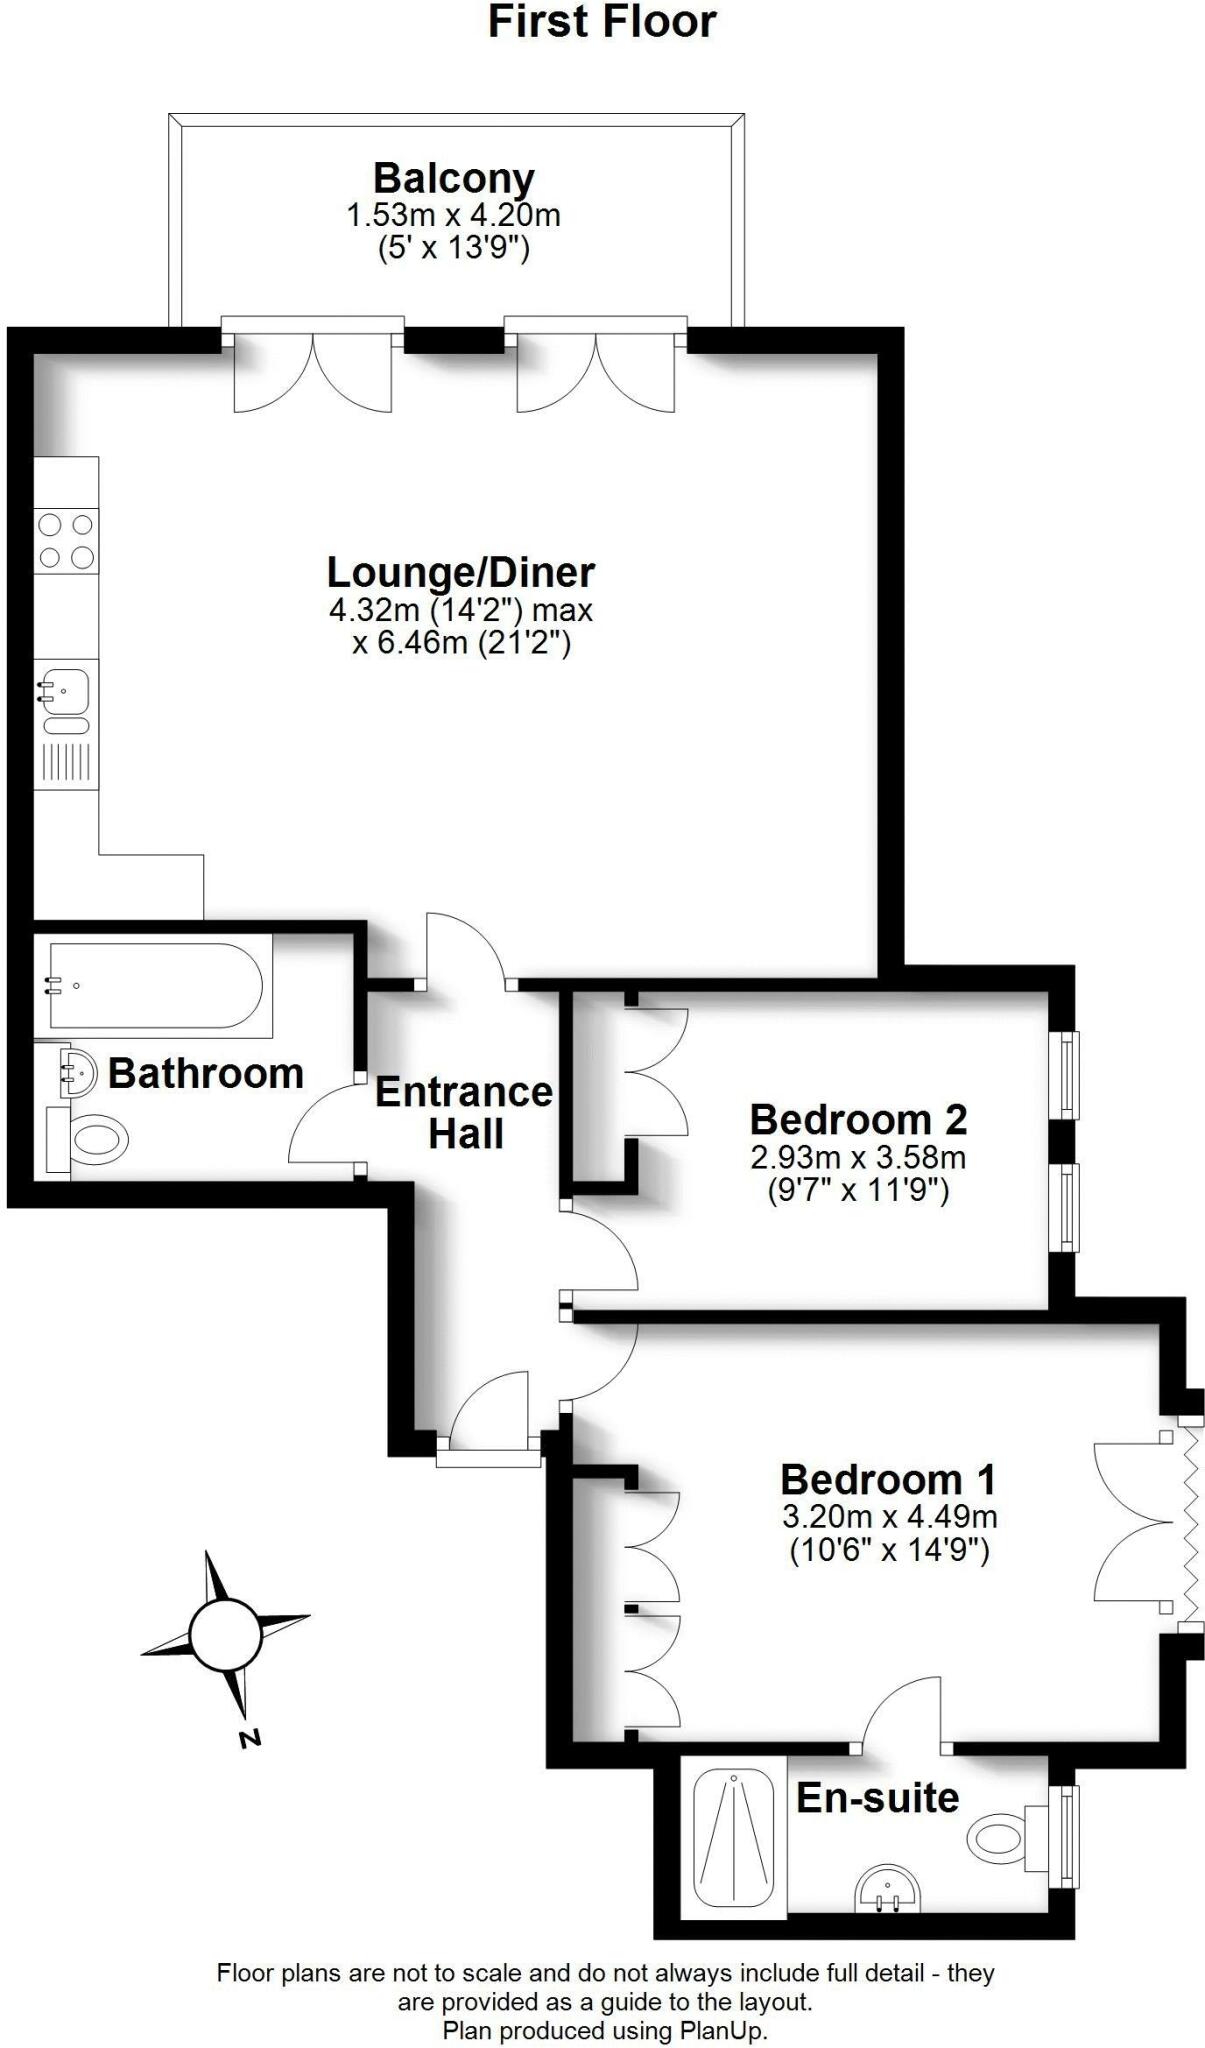 First Floor
Balcony
1.53m x 4.20m
(5' x 13'9")
Lounge/Diner
4.32m (14'2") max
x 6.46m (21'2")
Bathroom
Entrance
Hall
Bedroom 2
2.93m x 3.58m
(9'7" x 11'9")
Bedroom 1
3.20m x 4.49m
(10'6" x 14'9")
N
En-suite
Floor plans are not to scale and do not always include full detail - they
are provided as a guide to the layout.
Plan produced using PlanUp.